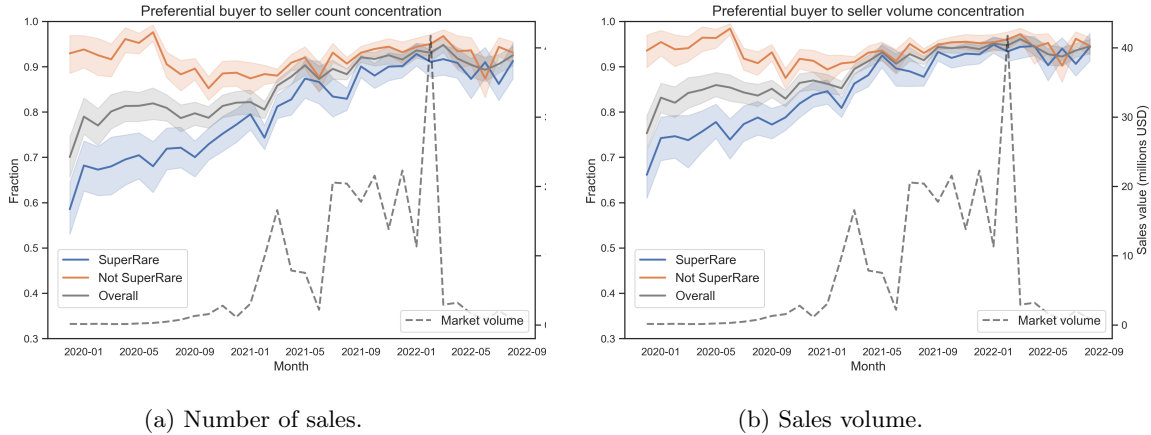 Preferential buyer to seller count concentration
1.0
0.9
0.8
0.7
0.6
0.5
0.4
0.3
Fraction
SuperRare
Not SuperRare
Overall
Market volume
2020-01 2020-05 2020-09 2021-01 2021-05 2021-09 2022-01 2022-05 2022-09
Month
(a) Number of sales.
Preferential buyer to seller volume concentration
1.0
0.9
0.8
0.7
0.6
0.5
0.4
0.3
Fraction
40
30
20
10
0
Sales value (millions USD)
SuperRare
Not SuperRare
Overall
Market volume
2020-01 2020-05 2020-09 2021-01 2021-05 2021-09 2022-01 2022-05 2022-09
Month
(b) Sales volume.